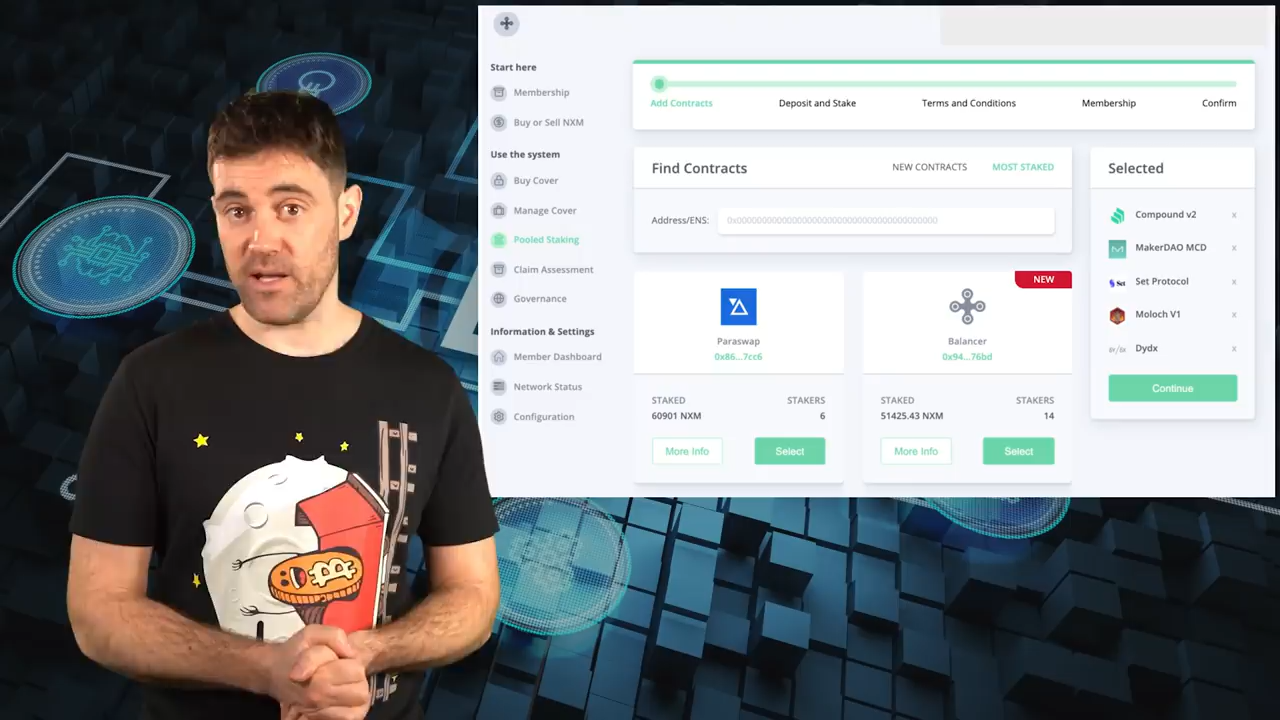 Start here
Membership
Buy or Sell NXM
Use the system
Buy Cover
Manage Cover
Pooled Staking
Claim Assessment
Governance
Information & Settings
Member Dashboard
Network Status
Configuration
Add Contracts
Deposit and Stake
Terms and Conditions
Membership
Confirm
Find Contracts
NEW CONTRACTS
MOST STAKED
Address/ENS:
Paraswap
0x86...7cc6
STAKED
STAKERS
60901 NXM
6
More Info
Select
NEW
Balancer
0x94...76bd
STAKED
STAKERS
51425.43 NXM
14
More Info
Select
Selected
Compound v2 x
MakerDAO MCD x
Set Protocol x
Moloch V1 x
Dydx x
Continue